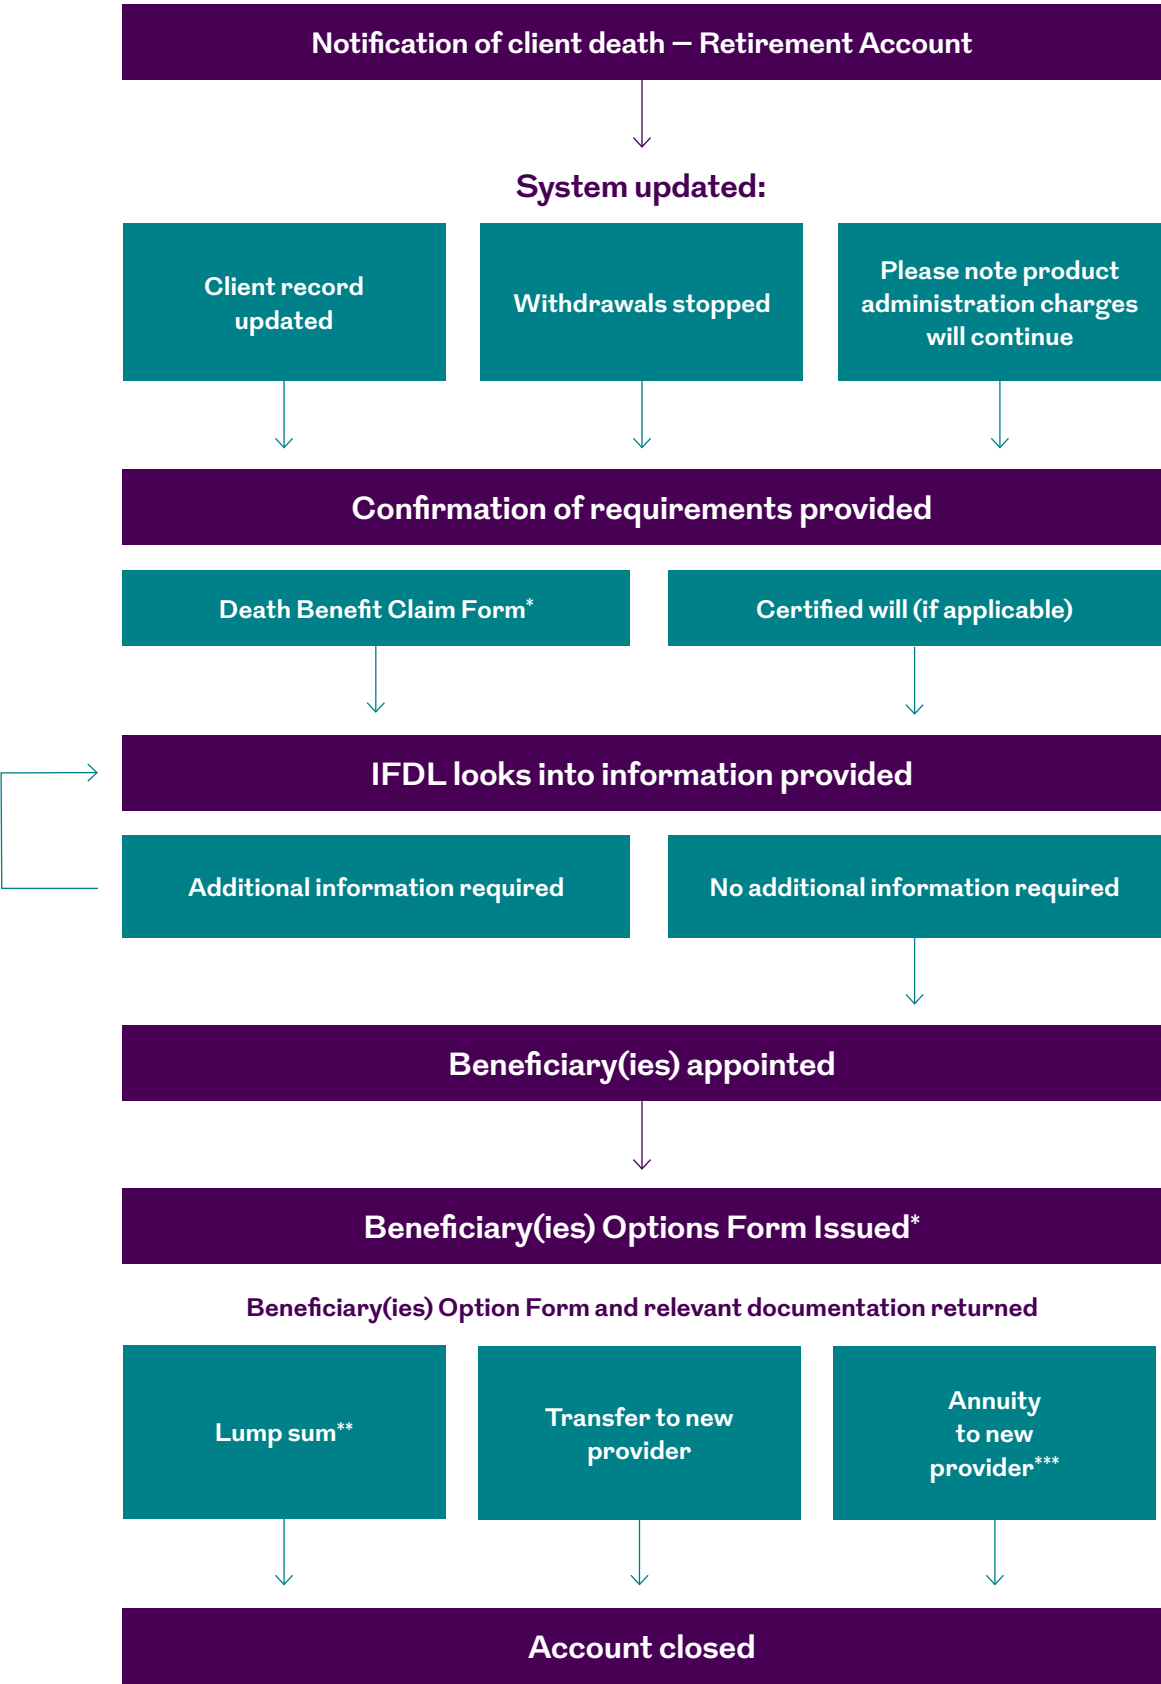 Notification of client death – Retirement Account
System updated:
Client record
updated
Withdrawals stopped
Please note product
administration charges
will continue
Confirmation of requirements provided
Death Benefit Claim Form*
Certified will (if applicable)
IFDL looks into information provided
Additional information required
No additional information required
Beneficiary(ies) appointed
Beneficiary(ies) Options Form Issued*
Beneficiary(ies) Option Form and relevant documentation returned
Lump sum**
Transfer to new
provider
Annuity
to new
provider***
Account closed